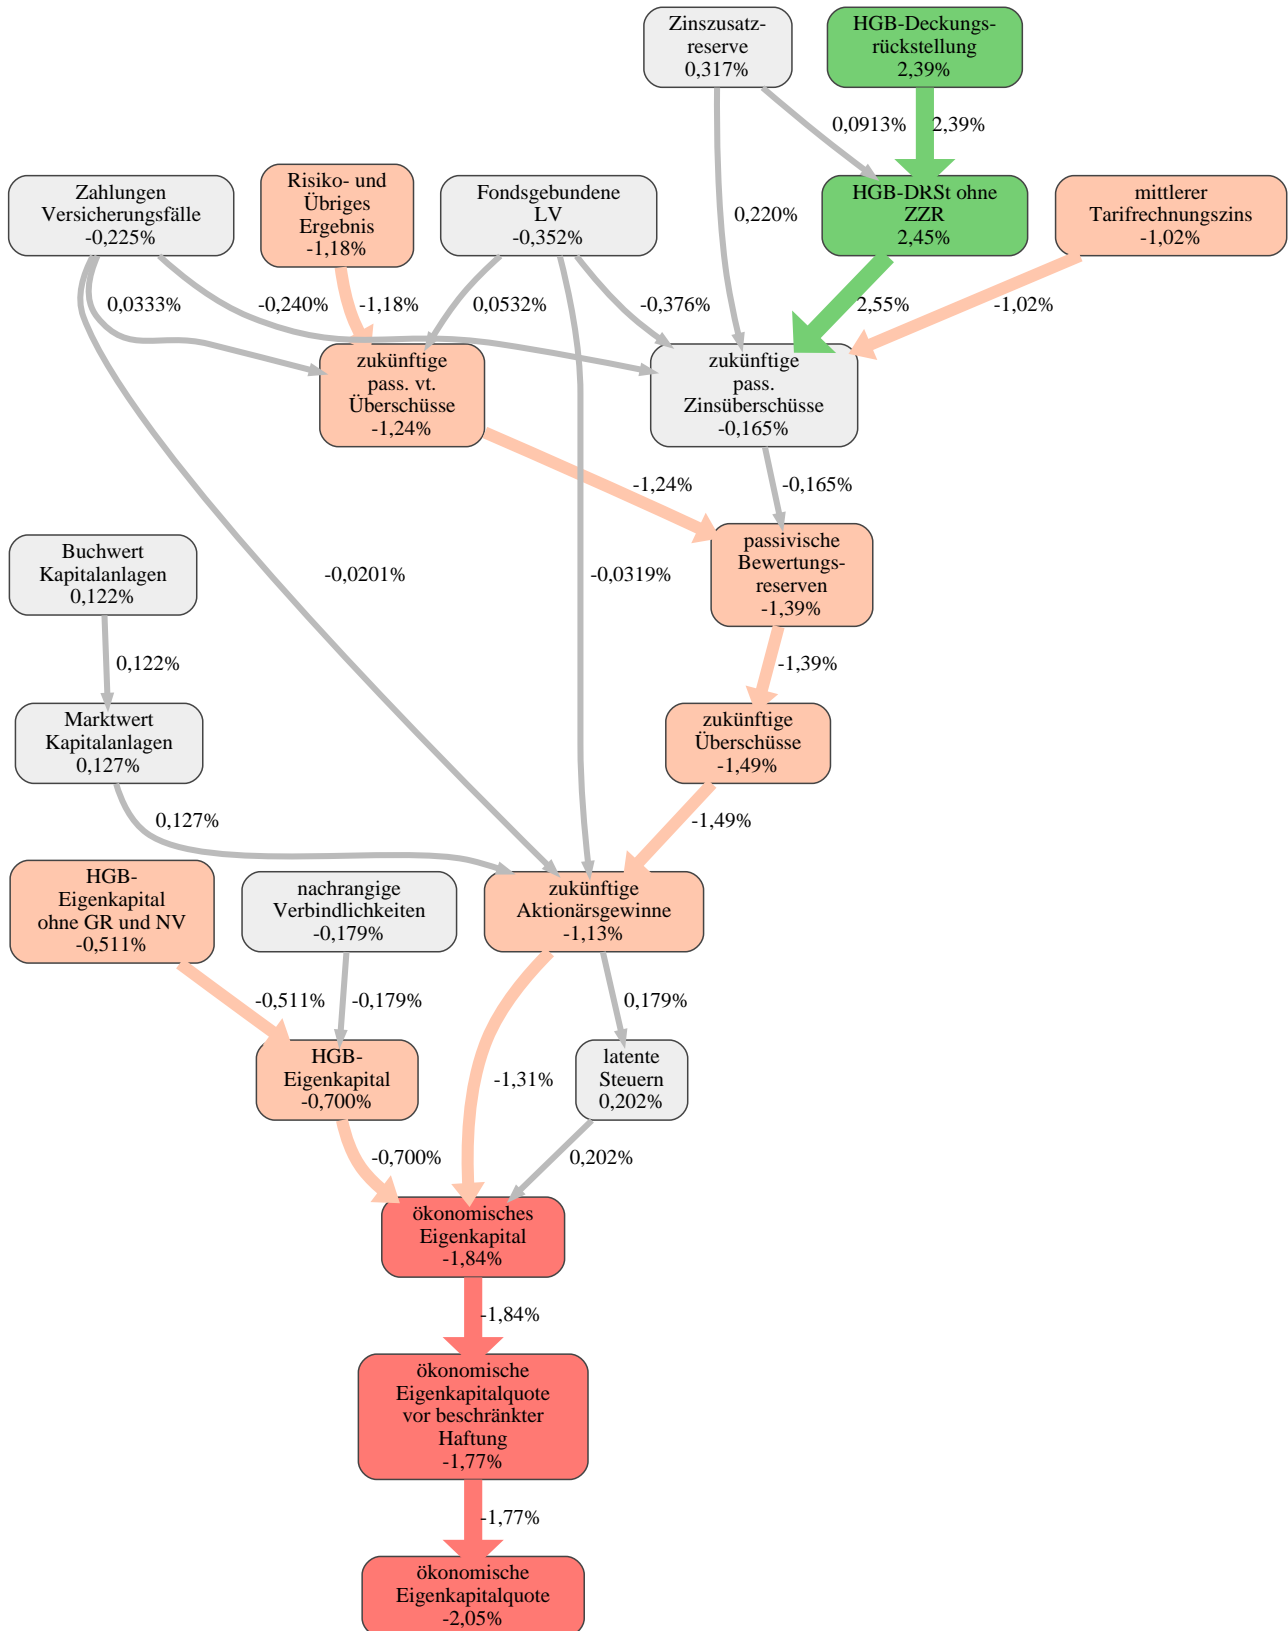 Zinszusatz-
reserve
0,317%
HGB-Deckungs-
rückstellung
2,39%
0,0913%
2,39%
Zahlungen
Versicherungsfälle
-0,225%
Risiko- und
Übriges
Ergebnis
-1,18%
Fondsgebundene
LV
-0,352%
0,220%
HGB-DRSt ohne
ZZR
2,45%
mittlerer
Tarifrechnungszins
-1,02%
0,0333%
-0,240%
-1,18%
0,0532%
-0,376%
2,55%
-1,02%
zukünftige
pass. vt.
Überschüsse
-1,24%
zukünftige
pass.
Zinsüberschüsse
-0,165%
-1,24%
-0,165%
Buchwert
Kapitalanlagen
0,122%
-0,0201%
-0,0319%
passivische
Bewertungs-
reserven
-1,39%
0,122%
-1,39%
Marktwert
Kapitalanlagen
0,127%
zukünftige
Überschüsse
-1,49%
0,127%
-1,49%
HGB-
Eigenkapital
ohne GR und NV
-0,511%
nachrangige
Verbindlichkeiten
-0,179%
zukünftige
Aktionärsgewinne
-1,13%
-0,511%
-0,179%
0,179%
HGB-
Eigenkapital
-0,700%
-1,31%
latente
Steuern
0,202%
-0,700%
0,202%
ökonomisches
Eigenkapital
-1,84%
-1,84%
ökonomische
Eigenkapitalquote
vor beschränkter
Haftung
-1,77%
-1,77%
ökonomische
Eigenkapitalquote
-2,05%